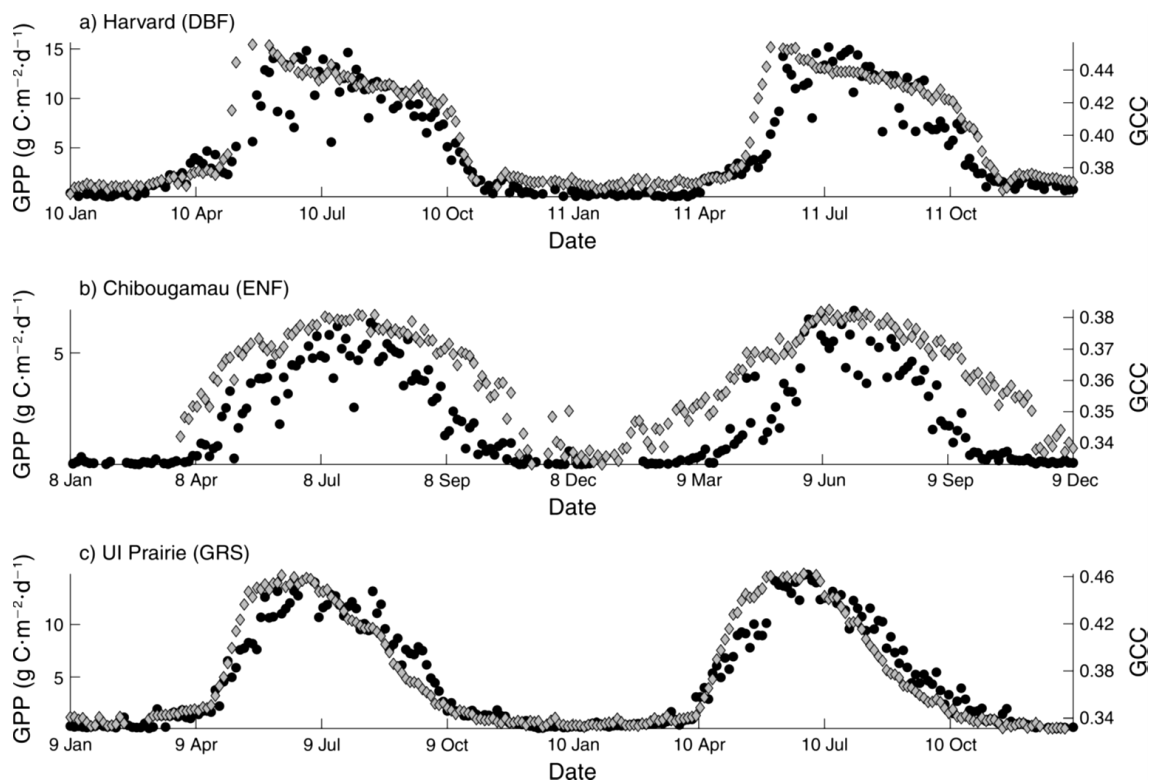 a) Harvard (DBF)
GPP (g C·m⁻²·d⁻¹)
15
10
5
0.44
0.42
0.40
0.38
GCC
10 Jan 10 Apr 10 Jul 10 Oct 11 Jan 11 Apr 11 Jul 11 Oct
Date
b) Chibougamau (ENF)
GPP (g C·m⁻²·d⁻¹)
5
0.38
0.37
0.36
0.35
0.34
GCC
8 Jan 8 Apr 8 Jul 8 Sep 8 Dec 9 Mar 9 Jun 9 Sep 9 Dec
Date
c) UI Prairie (GRS)
GPP (g C·m⁻²·d⁻¹)
10
5
0.46
0.42
0.38
0.34
GCC
9 Jan 9 Apr 9 Jul 9 Oct 10 Jan 10 Apr 10 Jul 10 Oct
Date